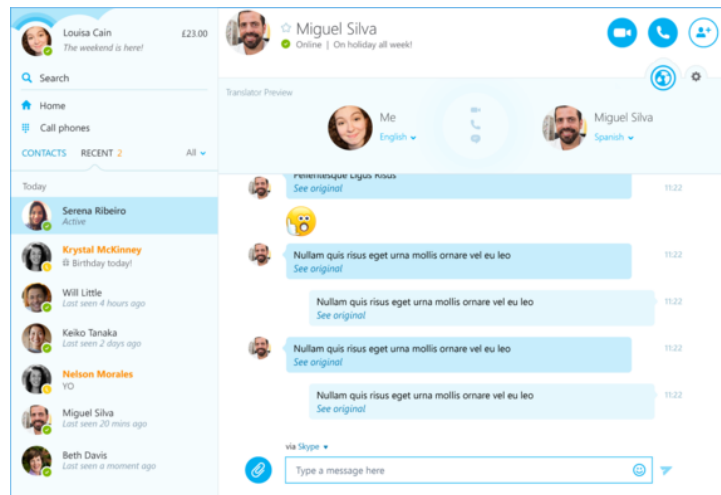 Louisa Cain
£23.00
The weekend is here!
Search
Home
Call phones
CONTACTS RECENT 2 All
Today
Serena Ribeiro
Active
Krystal McKinney
Birthday today!
Will Little
Last seen 4 hours ago
Keiko Tanaka
Last seen 2 days ago
Nelson Morales
YO
Miguel Silva
Last seen 20 mins ago
Beth Davis
Last seen a moment ago
Miguel Silva
Online | On holiday all week!
Translator Preview
Me
English
Miguel Silva
Spanish
Pellentesque Ligus Risus
See original
11:22
Nullam quis risus eget urna mollis ornare vel eu leo
11:22
See original
Nullam quis risus eget urna mollis ornare vel eu leo
11:22
See original
Nullam quis risus eget urna mollis ornare vel eu leo
11:22
See original
Nullam quis risus eget urna mollis ornare vel eu leo
11:22
See original
via Skype
Type a message here